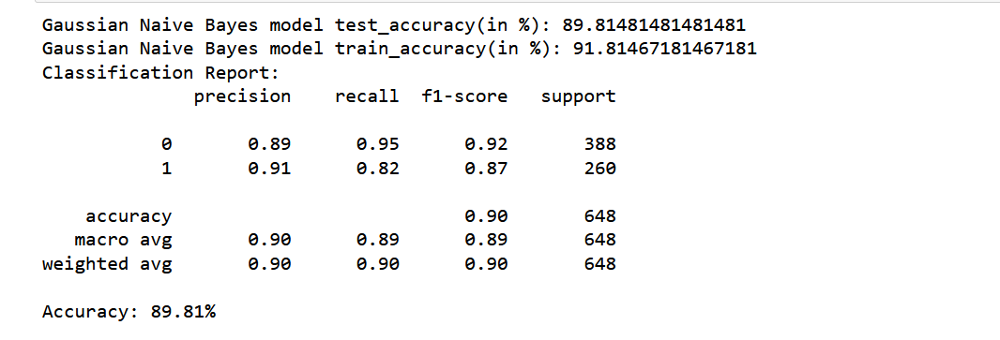 Gaussian Naive Bayes model test_accuracy(in %): 89.81481481481481
Gaussian Naive Bayes model train_accuracy(in %): 91.81467181467181
Classification Report:
              precision    recall  f1-score   support

           0       0.89      0.95      0.92       388
           1       0.91      0.82      0.87       260

    accuracy                           0.90       648
   macro avg       0.90      0.89      0.89       648
weighted avg       0.90      0.90      0.90       648

Accuracy: 89.81%